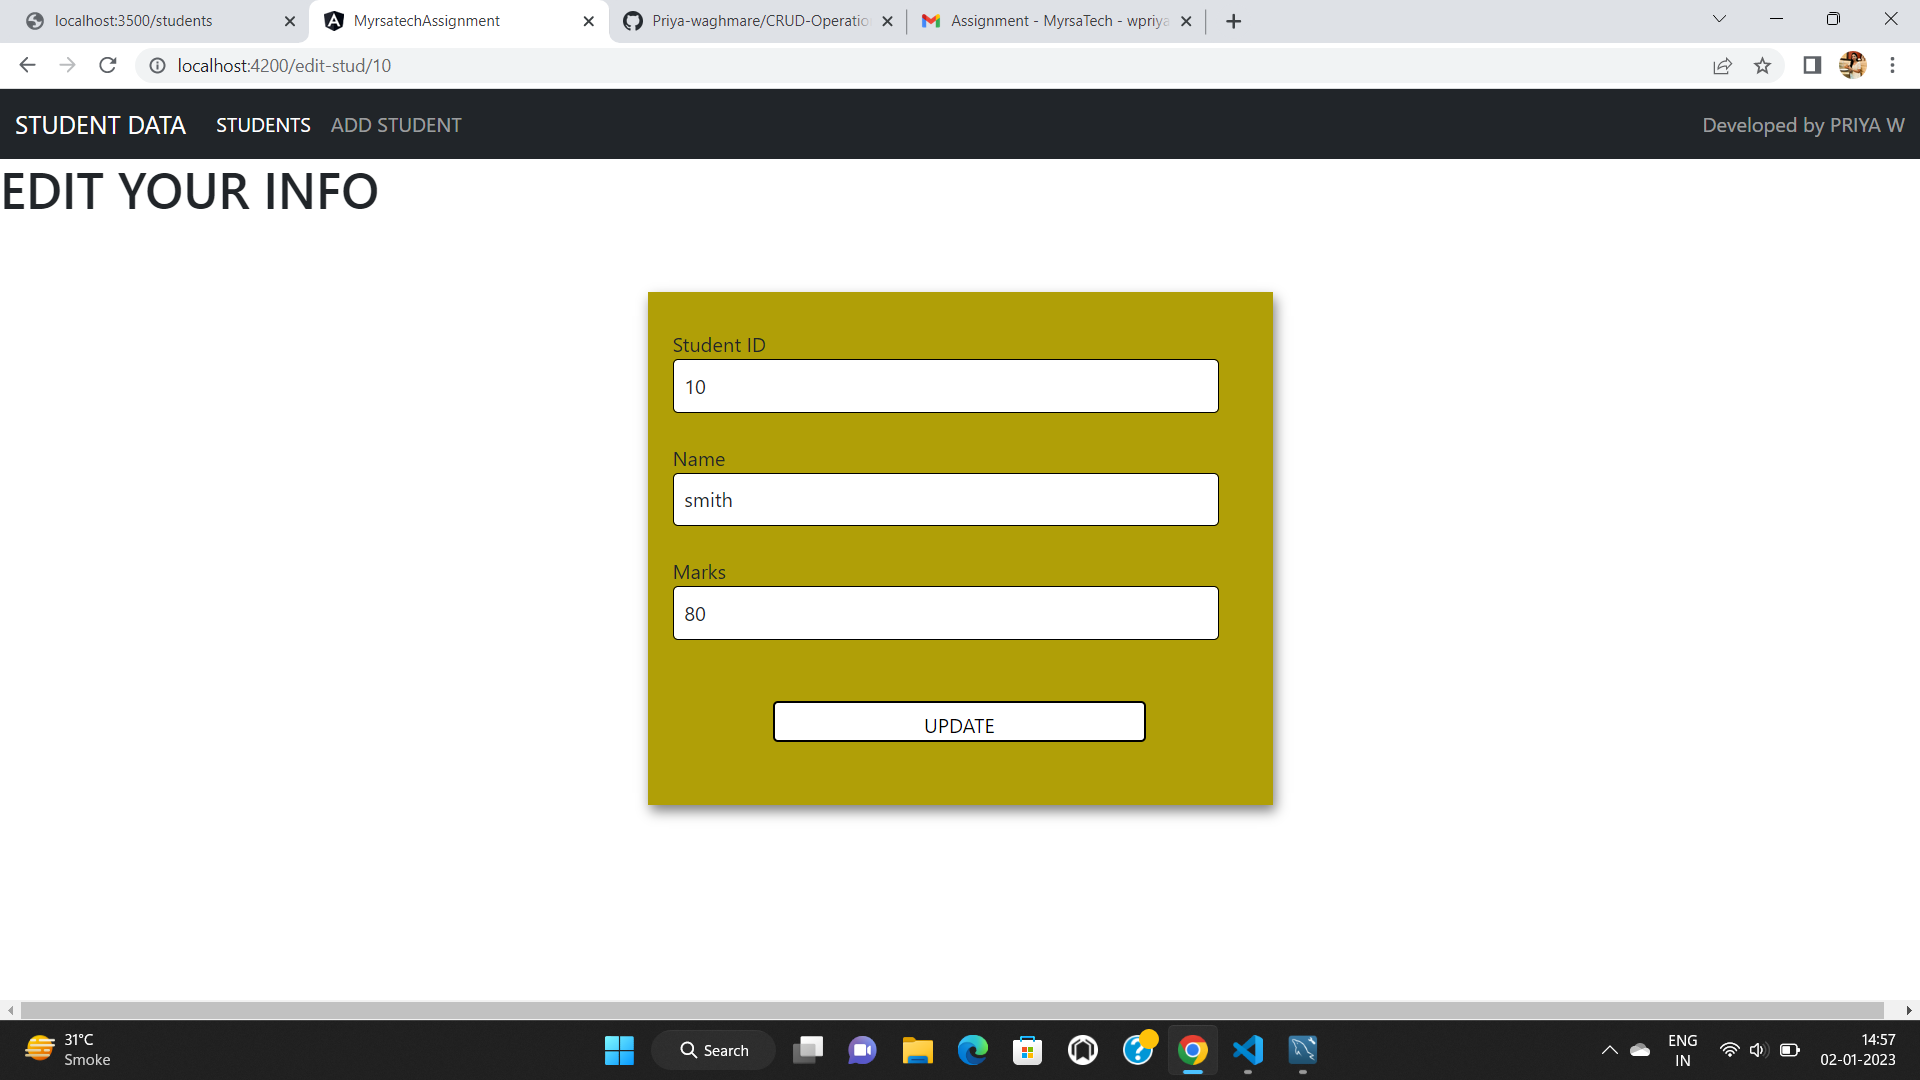 localhost:3500/students
MyrsatechAssignment
Priya-waghmare/CRUD-Operatio
Assignment - MyrsaTech - wpriya
localhost:4200/edit-stud/10
STUDENT DATA STUDENTS ADD STUDENT Developed by PRIYA W
EDIT YOUR INFO
Student ID
10
Name
smith
Marks
80
UPDATE
31°C
Smoke
Search
ENG
IN
14:57
02-01-2023